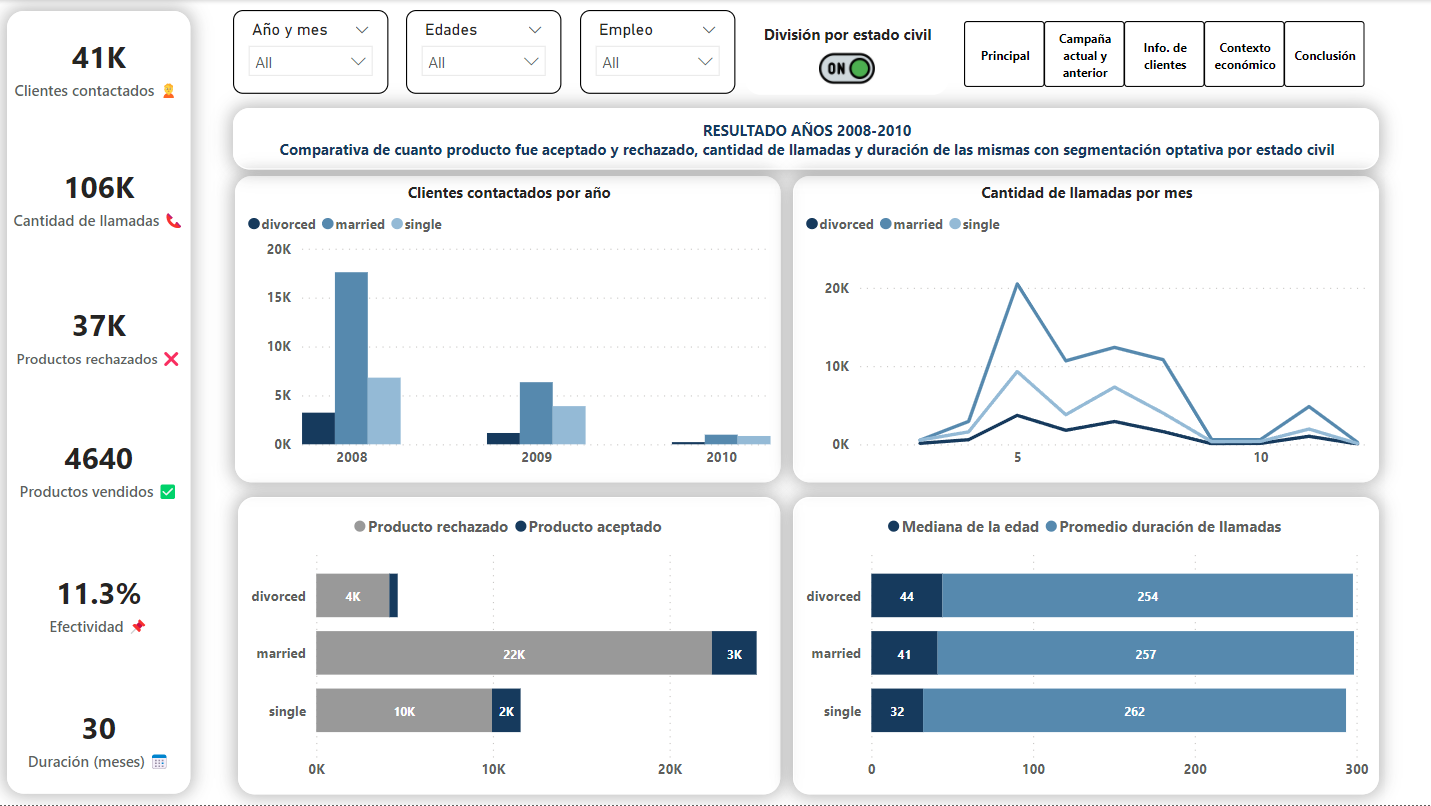 41K
Clientes contactados
106K
Cantidad de llamadas
37K
Productos rechazados
4640
Productos vendidos
11.3%
Efectividad
30
Duración (meses)
Año y mes
All
Edades
All
Empleo
All
División por estado civil
ON
Principal
Campaña
actual y
anterior
Info. de
clientes
Contexto
económico
Conclusión
RESULTADO AÑOS 2008-2010
Comparativa de cuanto producto fue aceptado y rechazado, cantidad de llamadas y duración de las mismas con segmentación optativa por estado civil
Clientes contactados por año
divorced married single
20K
15K
10K
5K
0K
2008 2009 2010
Cantidad de llamadas por mes
divorced married single
20K
10K
0K
5 10
Producto rechazado Producto aceptado
divorced 4K
married 22K 3K
single 10K 2K
0K 10K 20K
Mediana de la edad Promedio duración de llamadas
divorced 44 254
married 41 257
single 32 262
0 100 200 300